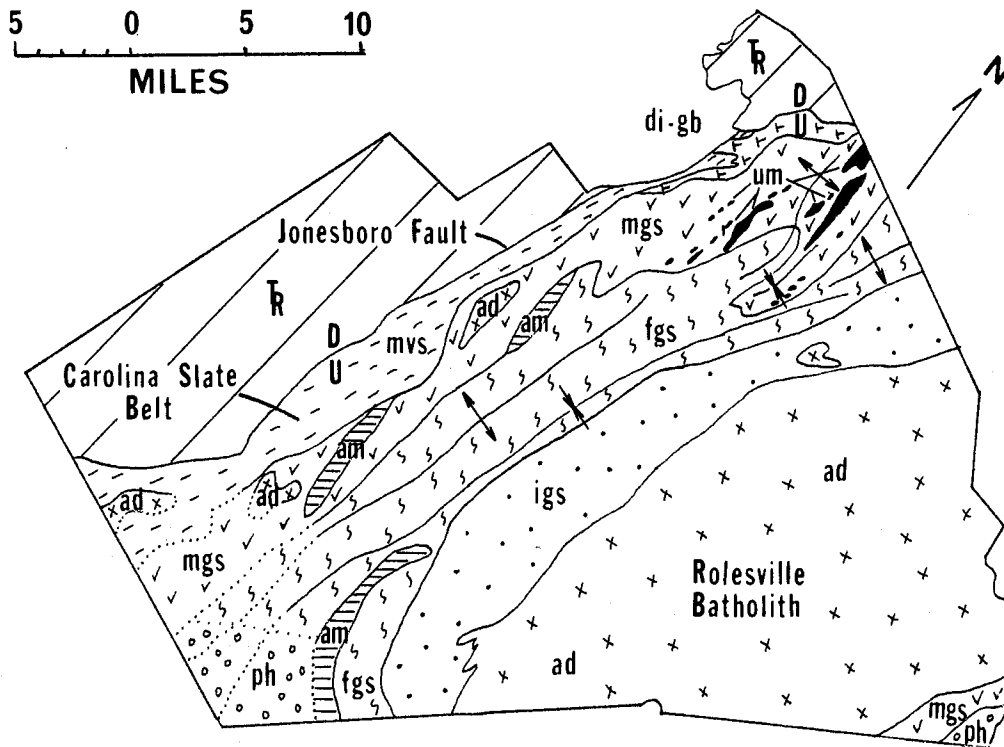 5 0 5 10
MILES
N
TR
D
U
di-gb
um
mgs
Jonesboro Fault
TR
D
U
ad
am
mvs
fgs
Carolina Slate
Belt
am
ad
ad
igs
ad
mgs
Rolesville
Batholith
am
ph
fgs
ad
mgs
ph